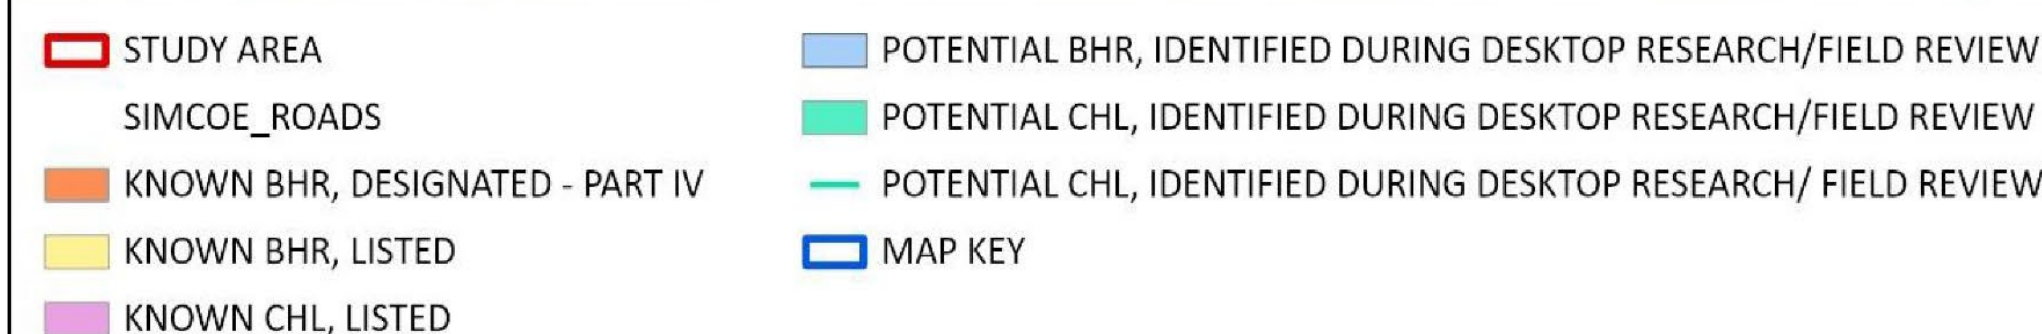 STUDY AREA
SIMCOE_ROADS
KNOWN BHR, DESIGNATED - PART IV
KNOWN BHR, LISTED
KNOWN CHL, LISTED
POTENTIAL BHR, IDENTIFIED DURING DESKTOP RESEARCH/FIELD REVIEW
POTENTIAL CHL, IDENTIFIED DURING DESKTOP RESEARCH/FIELD REVIEW
POTENTIAL CHL, IDENTIFIED DURING DESKTOP RESEARCH/ FIELD REVIEW
MAP KEY